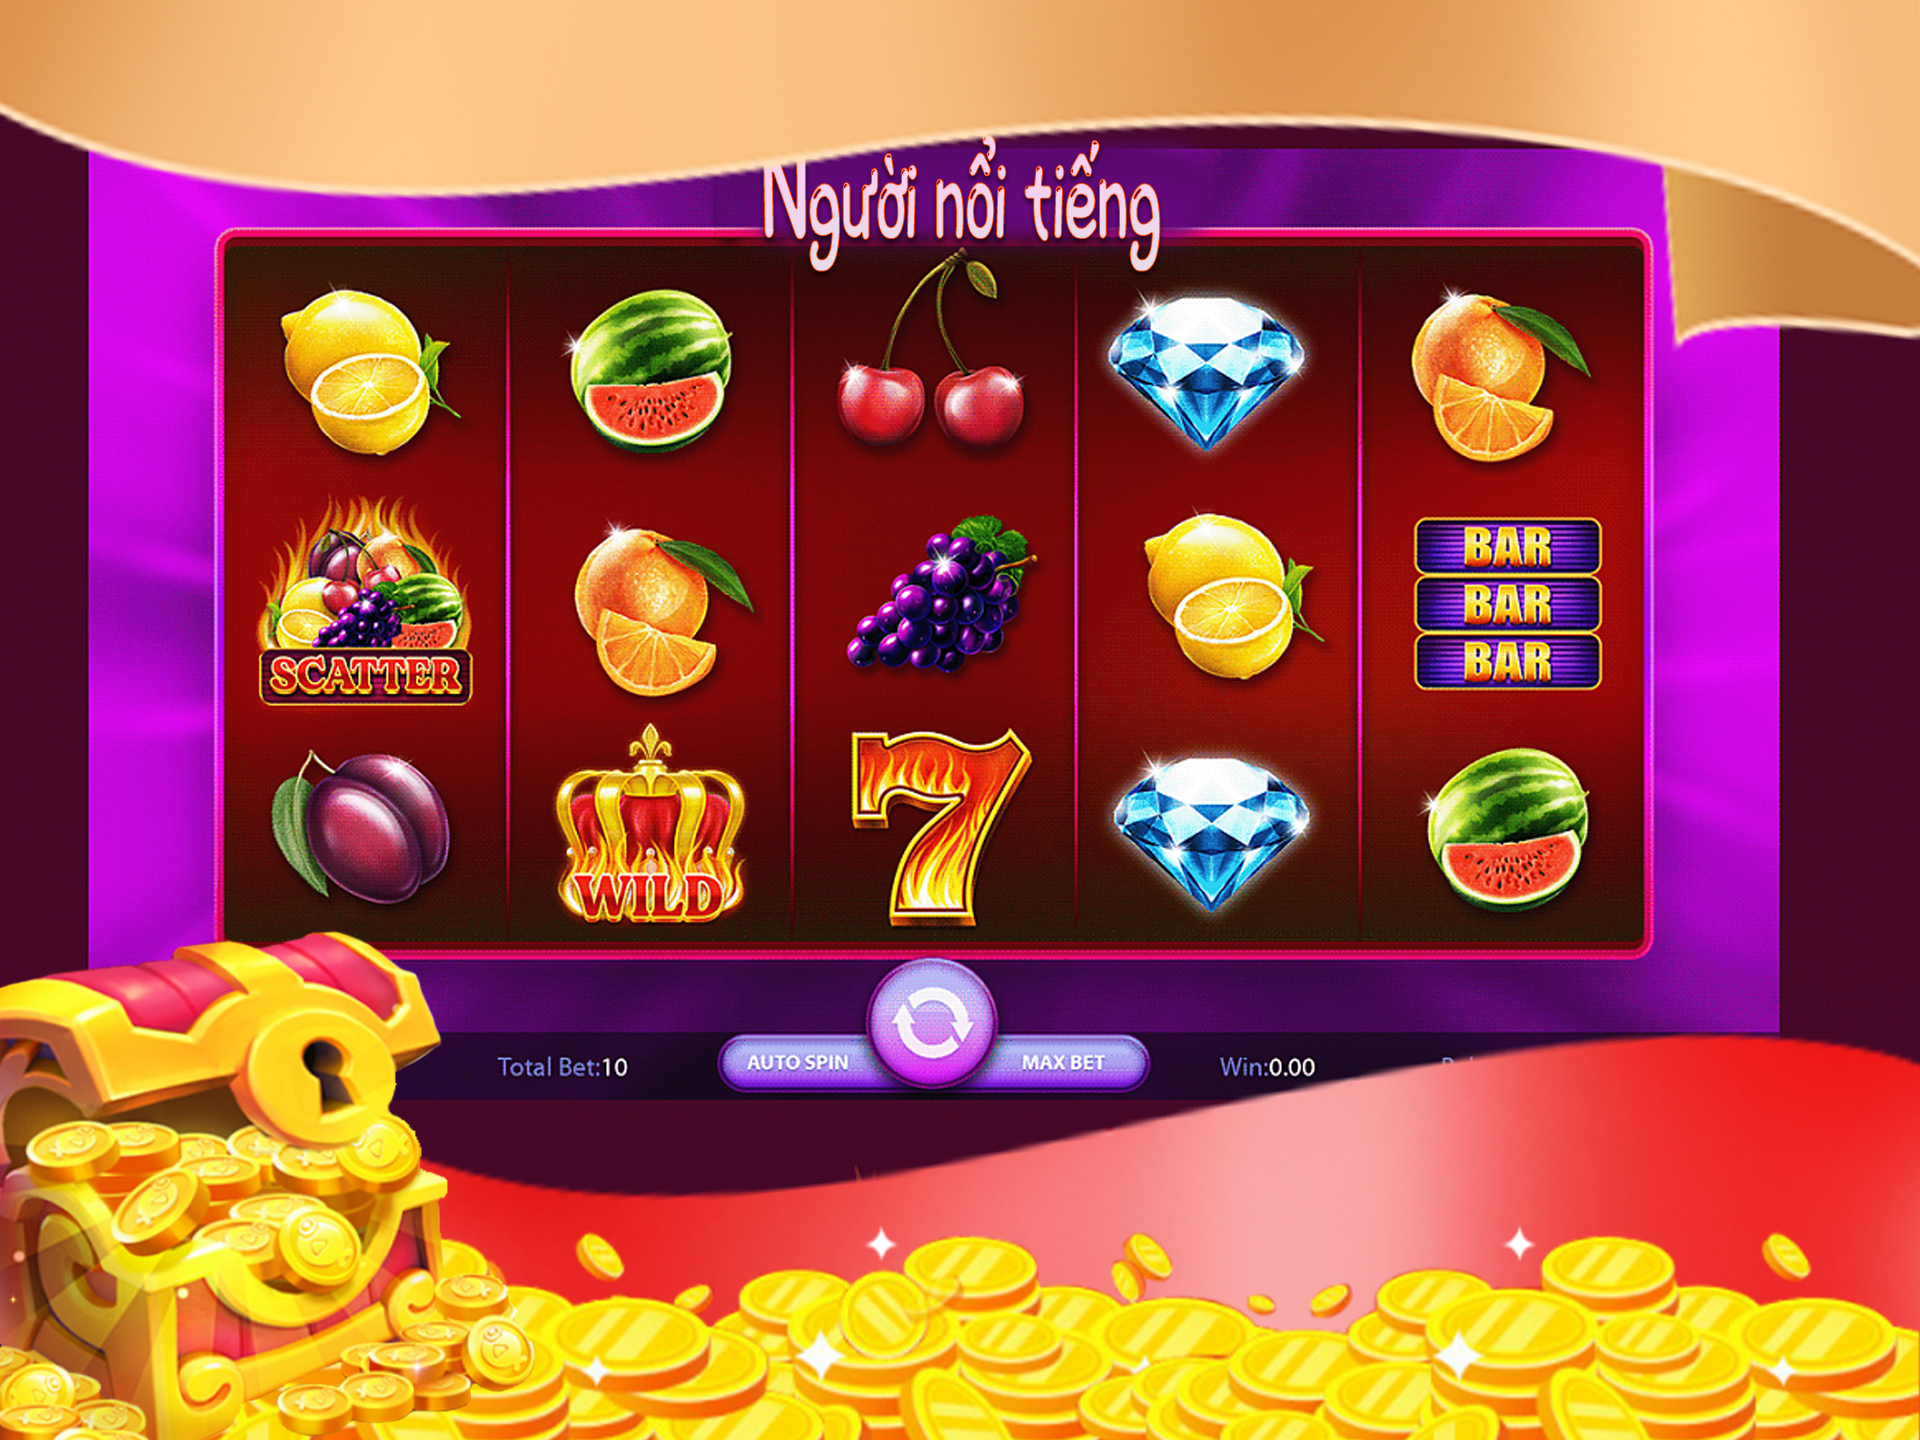 Người nổi tiếng
SCATTER
BAR
BAR
BAR
WILD
Total Bet:10
AUTO SPIN
MAX BET
Win:0.00